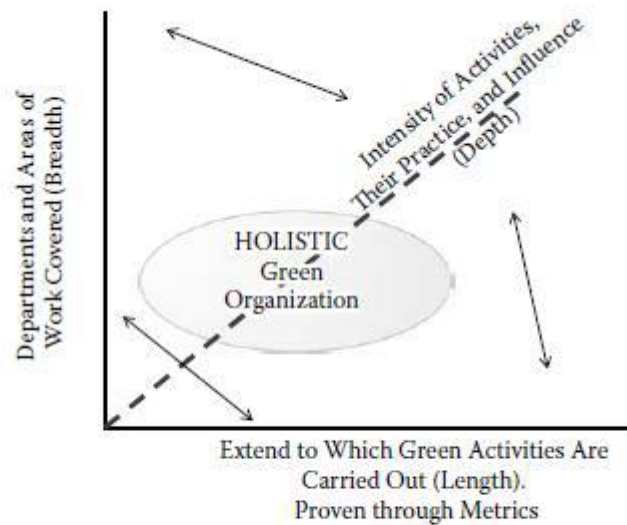 Departments and Areas of
Work Covered (Breadth)
Intensity of Activities,
Their Practice, and Influence
(Depth)
HOLISTIC
Green
Organization
Extend to Which Green Activities Are
Carried Out (Length).
Proven through Metrics